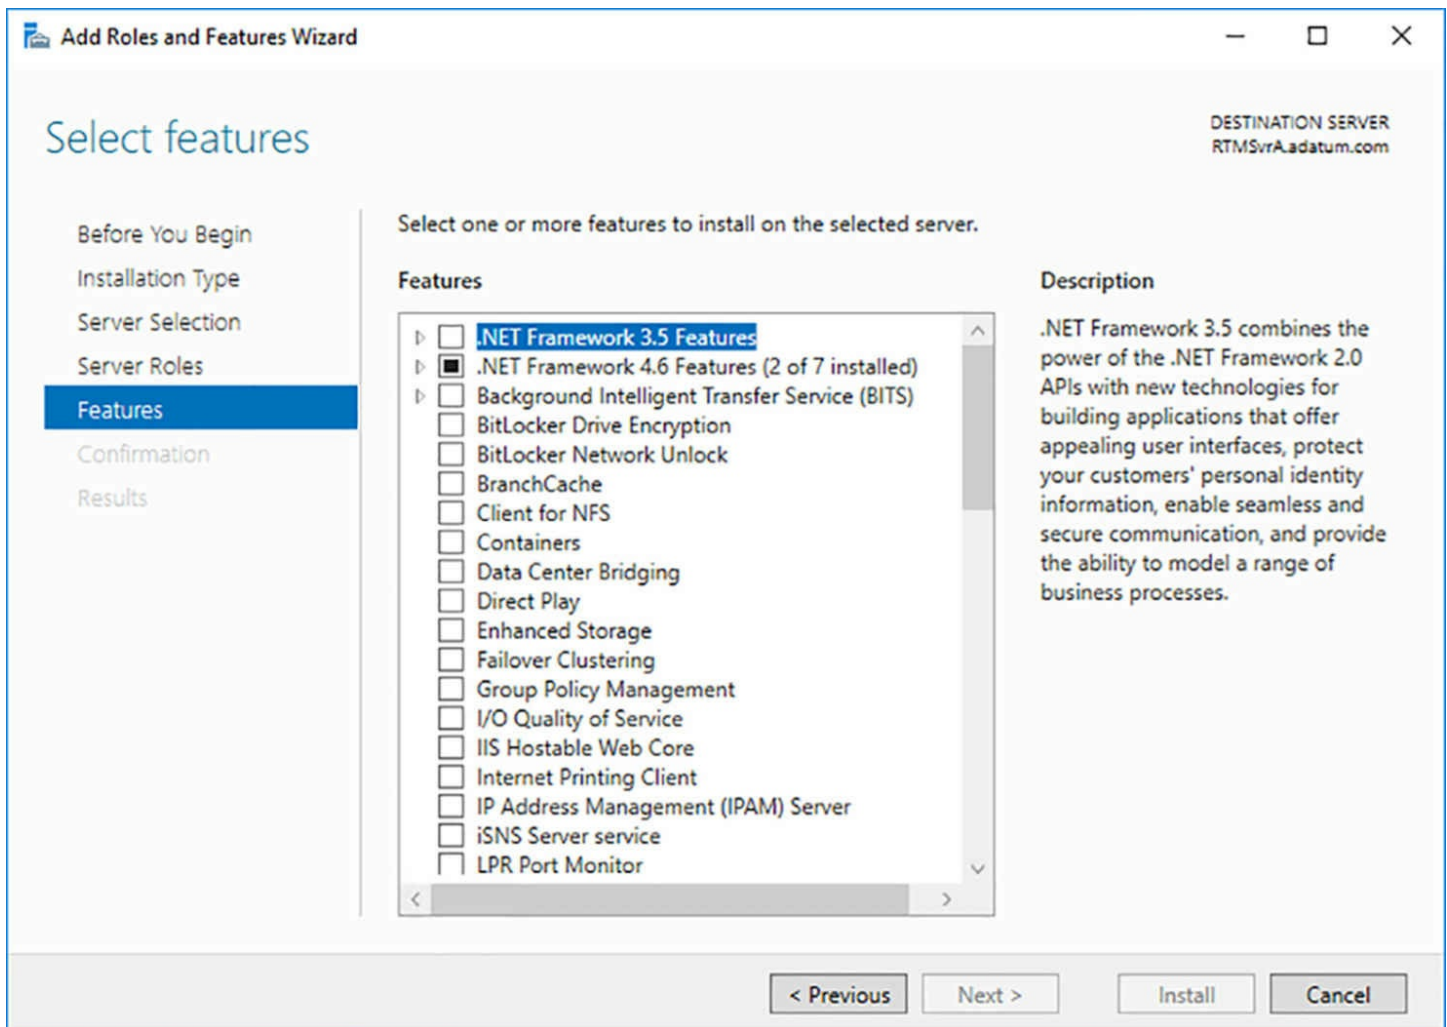 Add Roles and Features Wizard
Select features
DESTINATION SERVER
RTMSvrA.adatum.com
Before You Begin
Installation Type
Server Selection
Server Roles
Features
Confirmation
Results
Select one or more features to install on the selected server.
Features
.NET Framework 3.5 Features
.NET Framework 4.6 Features (2 of 7 installed)
Background Intelligent Transfer Service (BITS)
BitLocker Drive Encryption
BitLocker Network Unlock
BranchCache
Client for NFS
Containers
Data Center Bridging
Direct Play
Enhanced Storage
Failover Clustering
Group Policy Management
I/O Quality of Service
IIS Hostable Web Core
Internet Printing Client
IP Address Management (IPAM) Server
iSNS Server service
LPR Port Monitor
Description
.NET Framework 3.5 combines the
power of the .NET Framework 2.0
APIs with new technologies for
building applications that offer
appealing user interfaces, protect
your customers' personal identity
information, enable seamless and
secure communication, and provide
the ability to model a range of
business processes.
< Previous
Next >
Install
Cancel